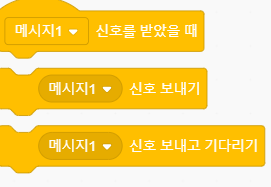 메시지1 신호를 받았을 때
메시지1 신호 보내기
메시지1 신호 보내고 기다리기